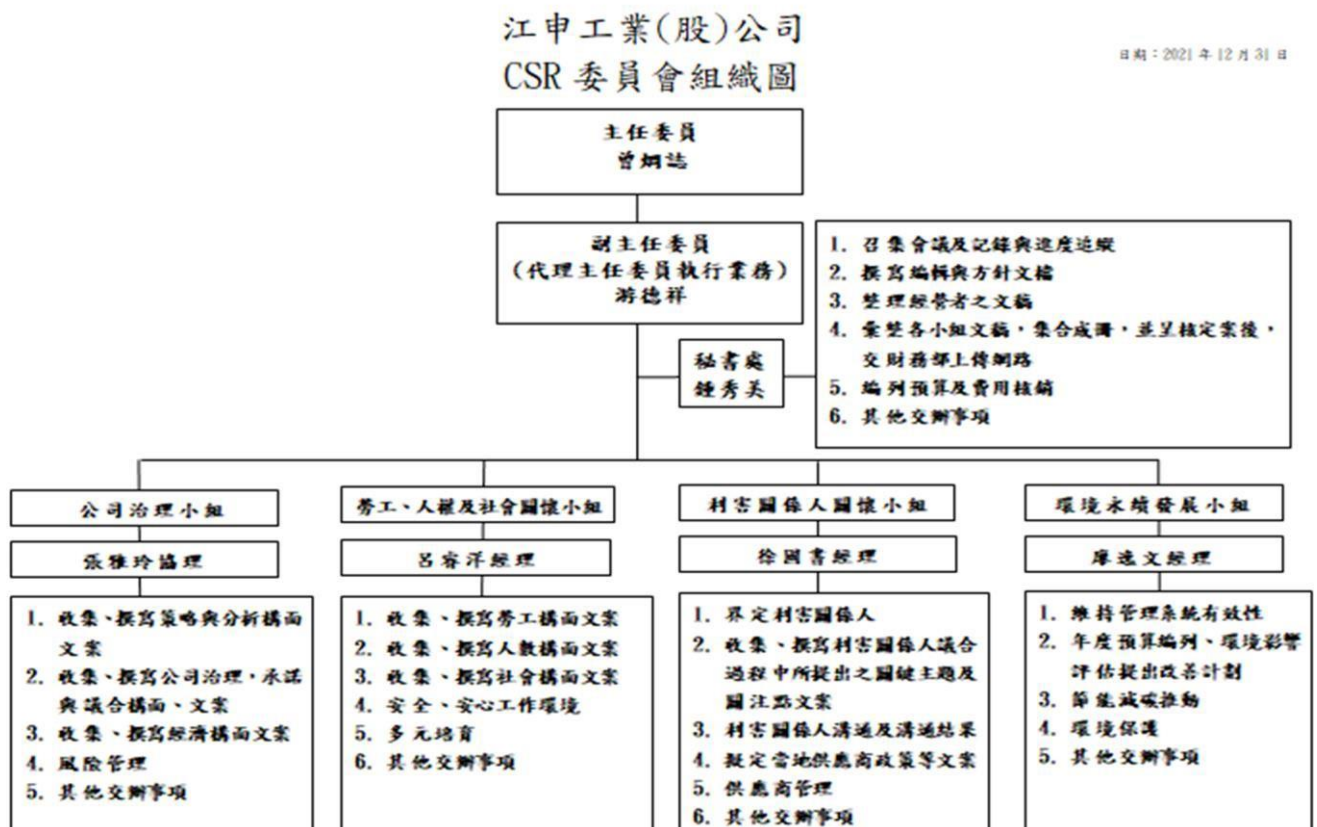 江申工業(股)公司
CSR 委員會組織圖
日期：2021 年 12 月 31 日
主任委員
曾炯誌
副主任委員
(代理主任委員執行業務)
游德祥
秘書處
鍾秀美
1. 召集會議及記錄與進度追縱
2. 撰寫編輯與方針文檔
3. 整理經營者之文稿
4. 彙整各小組文稿，集合成冊，並呈核定案後，
交財務部上傳網路
5. 編列預算及費用核銷
6. 其他交辦事項
公司治理小組
張雅玲協理
1. 收集、撰寫策略與分析構面
文案
2. 收集、撰寫公司治理，承諾
與議合構面、文案
3. 收集、撰寫經濟構面文案
4. 風險管理
5. 其他交辦事項
勞工、人權及社會關懷小組
呂睿洋經理
1. 收集、撰寫勞工構面文案
2. 收集、撰寫人數構面文案
3. 收集、撰寫社會構面文案
4. 安全、安心工作環境
5. 多元培育
6. 其他交辦事項
利害關係人關懷小組
徐國書經理
1. 界定利害關係人
2. 收集、撰寫利害關係人議合
過程中所提出之關鍵主題及
關注點文案
3. 利害關係人溝通及溝通結果
4. 擬定當地供應商政策等文案
5. 供應商管理
6. 其他交辦事項
環境永續發展小組
廖逸文經理
1. 維持管理系統有效性
2. 年度預算編列、環境影響
評估提出改善計劃
3. 節能減碳推動
4. 環境保護
5. 其他交辦事項